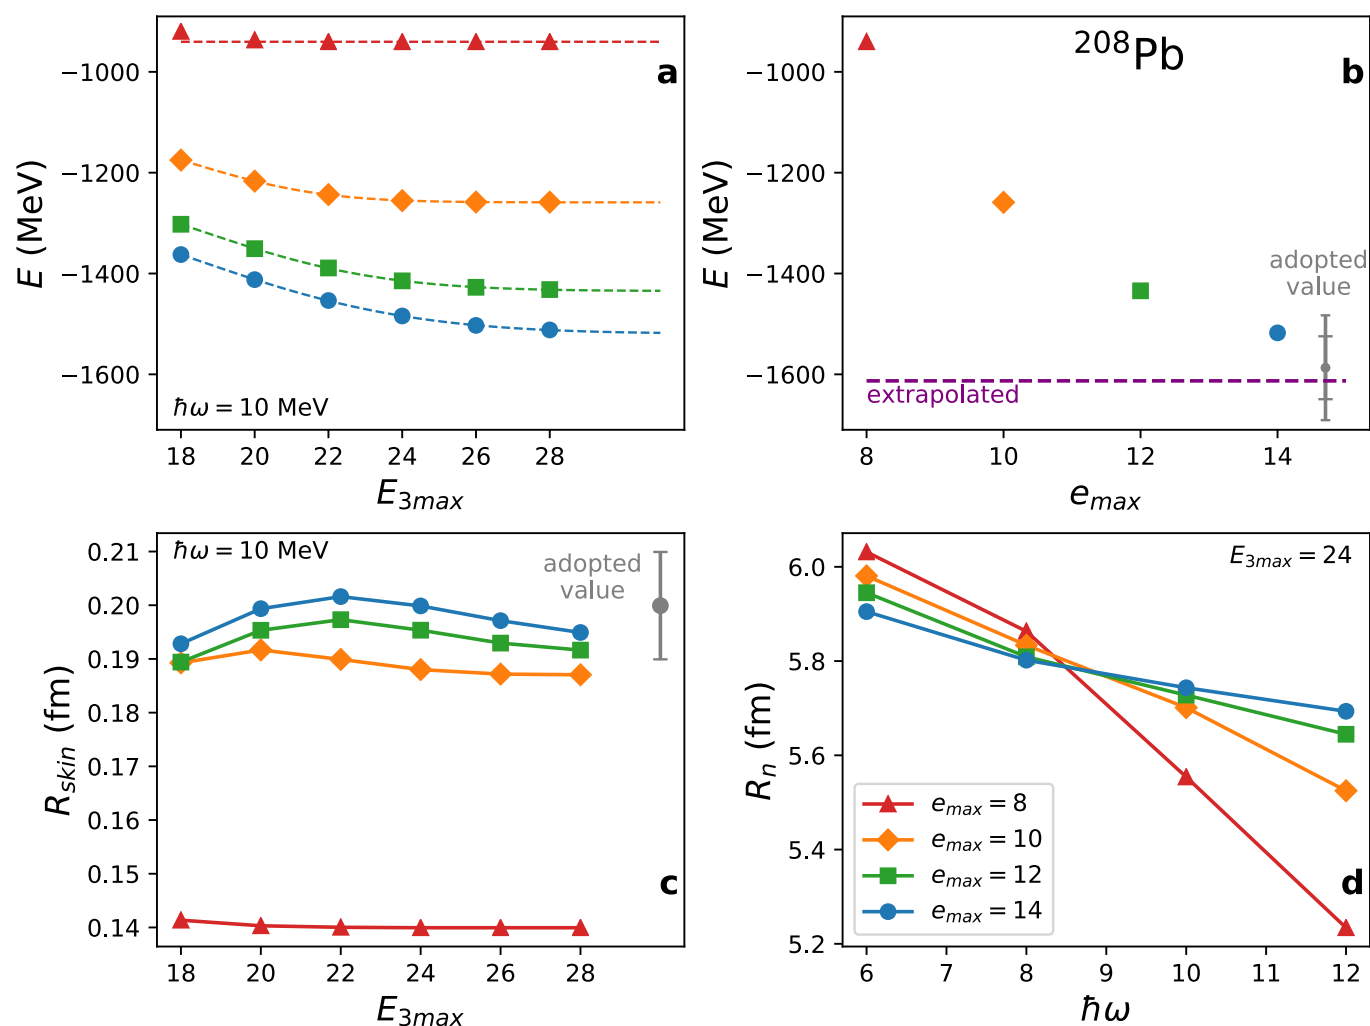 E (MeV)
−1000
−1200
−1400
−1600
a
ħω = 10 MeV
18 20 22 24 26 28
E3max
E (MeV)
−1000
−1200
−1400
−1600
208Pb
b
adopted
value
extrapolated
8 10 12 14
emax
Rskin (fm)
0.21
0.20
0.19
0.18
0.17
0.16
0.15
0.14
ħω = 10 MeV
adopted
value
c
18 20 22 24 26 28
E3max
Rn (fm)
6.0
5.8
5.6
5.4
5.2
E3max = 24
emax = 8
emax = 10
emax = 12
emax = 14
d
6 7 8 9 10 11 12
ħω